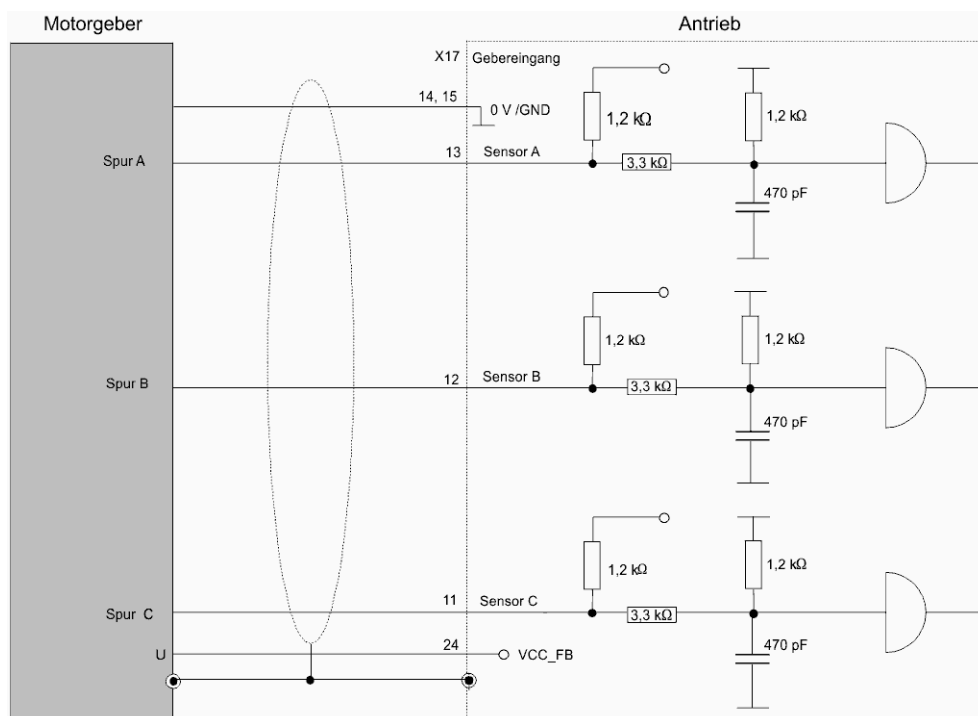 Motorgeber
Antrieb
X17 Gebereingang
14, 15
0 V /GND
1,2 kΩ
1,2 kΩ
Spur A
13
Sensor A
3,3 kΩ
470 pF
1,2 kΩ
1,2 kΩ
Spur B
12
Sensor B
3,3 kΩ
470 pF
1,2 kΩ
1,2 kΩ
Spur C
11
Sensor C
3,3 kΩ
470 pF
U
24
VCC_FB